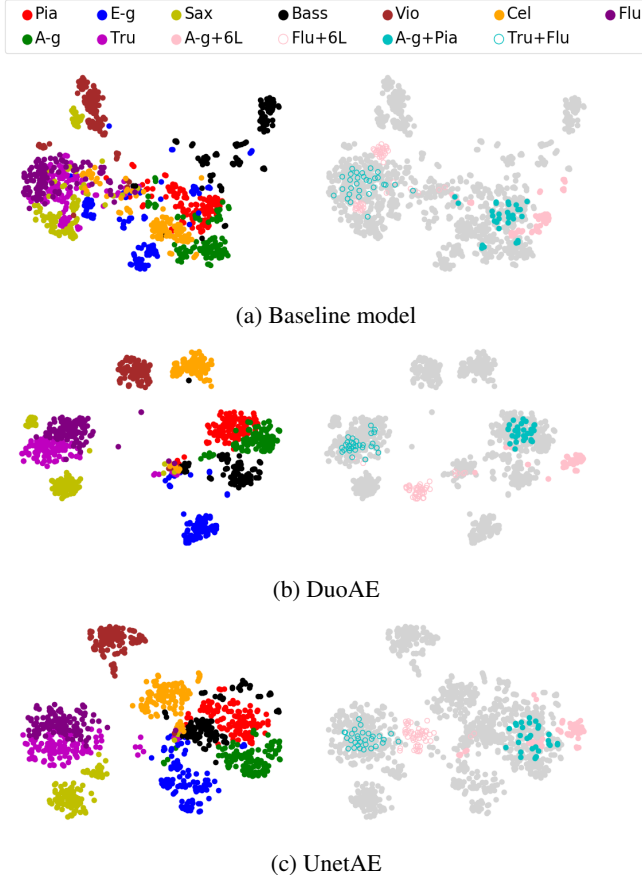 Pia E-g Sax Bass Vio Cel Flu
A-g Tru A-g+6L Flu+6L A-g+Pia Tru+Flu
(a) Baseline model
(b) DuoAE
(c) UnetAE